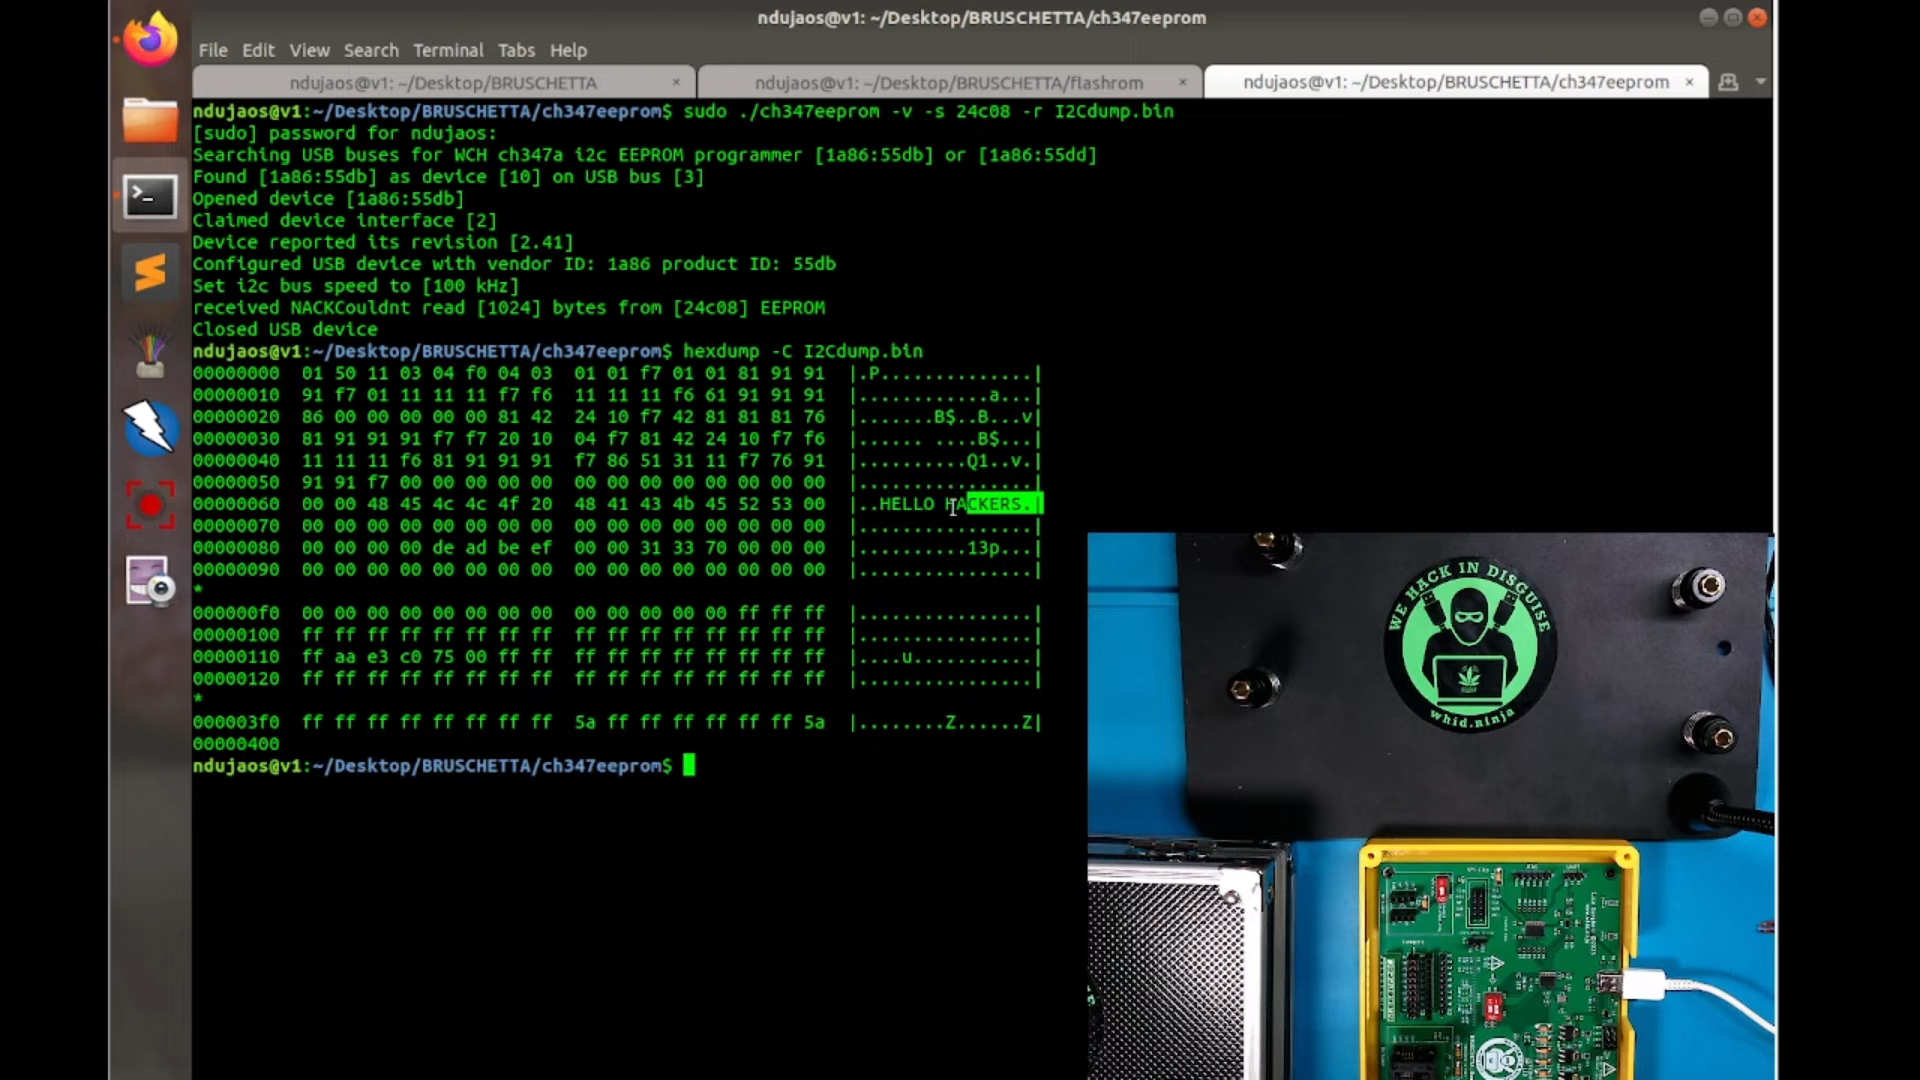 ndujaos@v1: ~/Desktop/BRUSCHETTA/ch347eeprom
File Edit View Search Terminal Tabs Help
ndujaos@v1: ~/Desktop/BRUSCHETTA × ndujaos@v1: ~/Desktop/BRUSCHETTA/flashrom × ndujaos@v1: ~/Desktop/BRUSCHETTA/ch347eeprom ×
ndujaos@v1:~/Desktop/BRUSCHETTA/ch347eeprom$ sudo ./ch347eeprom -v -s 24c08 -r I2Cdump.bin
[sudo] password for ndujaos:
Searching USB buses for WCH ch347a i2c EEPROM programmer [1a86:55db] or [1a86:55dd]
Found [1a86:55db] as device [10] on USB bus [3]
Opened device [1a86:55db]
Claimed device interface [2]
Device reported its revision [2.41]
Configured USB device with vendor ID: 1a86 product ID: 55db
Set i2c bus speed to [100 kHz]
received NACKCouldnt read [1024] bytes from [24c08] EEPROM
Closed USB device
ndujaos@v1:~/Desktop/BRUSCHETTA/ch347eeprom$ hexdump -C I2Cdump.bin
00000000  01 50 11 03 04 f0 04 03  01 01 f7 01 01 81 91 91  |.P..............|
00000010  91 f7 01 11 11 11 f7 f6  11 11 11 f6 61 91 91 91  |............a...|
00000020  86 00 00 00 00 00 81 42  24 10 f7 42 81 81 81 76  |.......B$..B...v|
00000030  81 91 91 91 f7 f7 20 10  04 f7 81 42 24 10 f7 f6  |...... ....B$...|
00000040  11 11 11 f6 81 91 91 91  f7 86 51 31 11 f7 76 91  |..........Q1..v.|
00000050  91 91 f7 00 00 00 00 00  00 00 00 00 00 00 00 00  |................|
00000060  00 00 48 45 4c 4c 4f 20  48 41 43 4b 45 52 53 00  |..HELLO HACKERS.|
00000070  00 00 00 00 00 00 00 00  00 00 00 00 00 00 00 00  |................|
00000080  00 00 00 00 de ad be ef  00 00 31 33 70 00 00 00  |..........13p...|
00000090  00 00 00 00 00 00 00 00  00 00 00 00 00 00 00 00  |................|
*
000000f0  00 00 00 00 00 00 00 00  00 00 00 00 00 ff ff ff  |................|
00000100  ff ff ff ff ff ff ff ff  ff ff ff ff ff ff ff ff  |................|
00000110  ff aa e3 c0 75 00 ff ff  ff ff ff ff ff ff ff ff  |....u...........|
00000120  ff ff ff ff ff ff ff ff  ff ff ff ff ff ff ff ff  |................|
*
000003f0  ff ff ff ff ff ff ff ff  5a ff ff ff ff ff ff 5a  |........Z......Z|
00000400
ndujaos@v1:~/Desktop/BRUSCHETTA/ch347eeprom$
WE HACK IN DISGUISE
whid.ninja